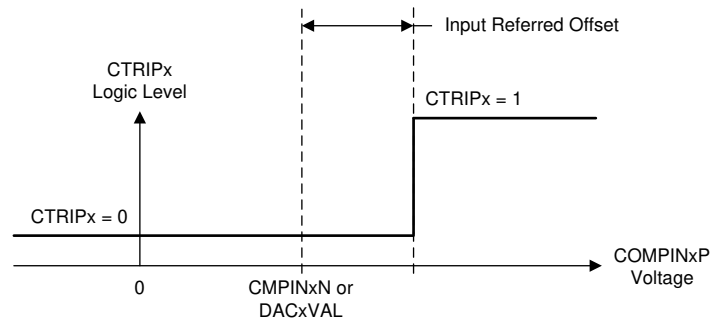 Input Referred Offset
CTRIPx
Logic Level
CTRIPx = 1
CTRIPx = 0
COMPINxP
Voltage
0
CMPINxN or
DACxVAL